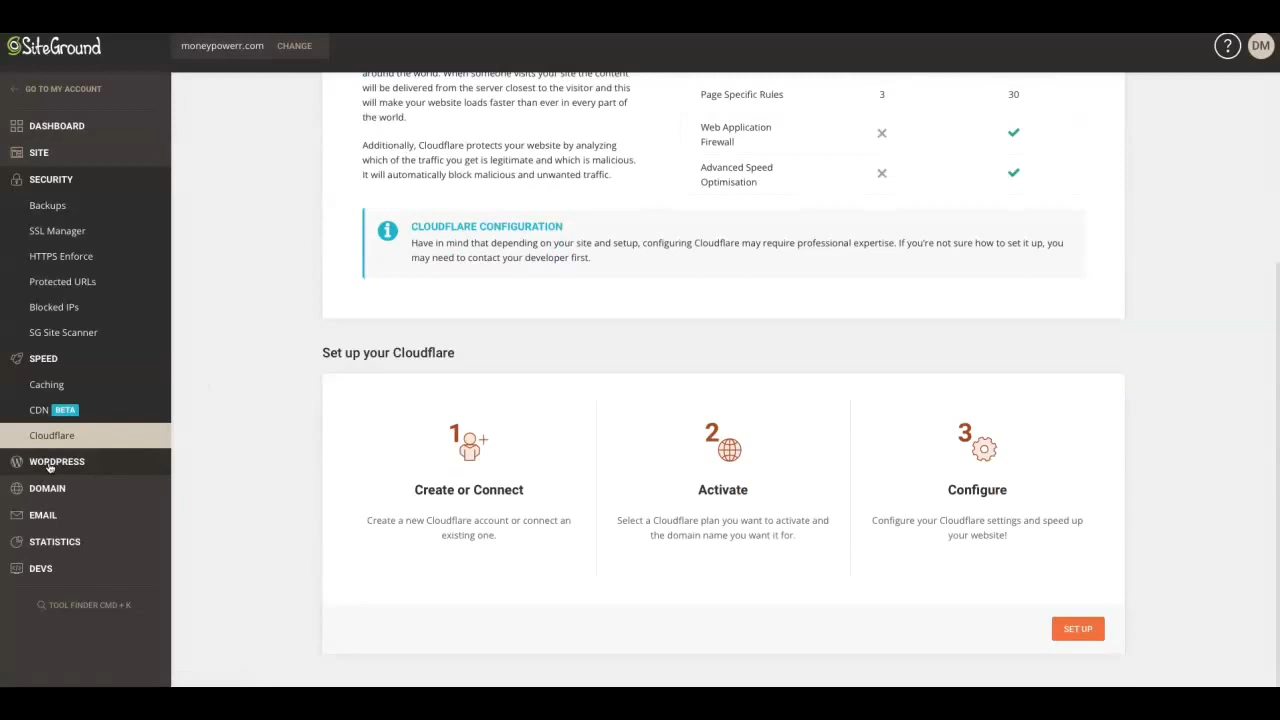 SiteGround
moneypowerr.com CHANGE
? DM
GO TO MY ACCOUNT
DASHBOARD
SITE
SECURITY
Backups
SSL Manager
HTTPS Enforce
Protected URLs
Blocked IPs
SG Site Scanner
SPEED
Caching
CDN BETA
Cloudflare
WORDPRESS
DOMAIN
EMAIL
STATISTICS
DEVS
TOOL FINDER CMD + K
around the world. When someone visits your site the content
will be delivered from the server closest to the visitor and this
will make your website loads faster than ever in every part of
the world.
Additionally, Cloudflare protects your website by analyzing
which of the traffic you get is legitimate and which is malicious.
It will automatically block malicious and unwanted traffic.
Page Specific Rules 3 30
Web Application
Firewall
Advanced Speed
Optimisation
CLOUDFLARE CONFIGURATION
Have in mind that depending on your site and setup, configuring Cloudflare may require professional expertise. If you're not sure how to set it up, you
may need to contact your developer first.
Set up your Cloudflare
1
Create or Connect
Create a new Cloudflare account or connect an
existing one.
2
Activate
Select a Cloudflare plan you want to activate and
the domain name you want it for.
3
Configure
Configure your Cloudflare settings and speed up
your website!
SET UP